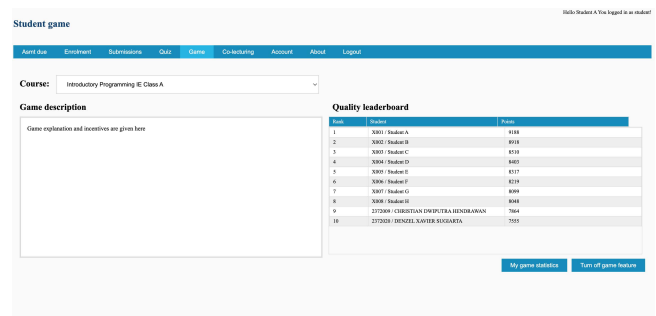 Hello Student A You logged in as student!
Student game
Asmt due Enrolment Submissions Quiz Game Co-lecturing Account About Logout
Course: Introductory Programming IE Class A
Game description
Game explanation and incentives are given here
Quality leaderboard
Rank Student Points
1 X001 / Student A 9188
2 X002 / Student B 8918
3 X003 / Student C 8510
4 X004 / Student D 8403
5 X005 / Student E 8317
6 X006 / Student F 8219
7 X007 / Student G 8099
8 X008 / Student H 8048
9 2372009 / CHRISTIAN DWIPUTRA HENDRAWAN 7864
10 2372020 / DENZEL XAVIER SUGIARTA 7555
My game statistics Turn off game feature